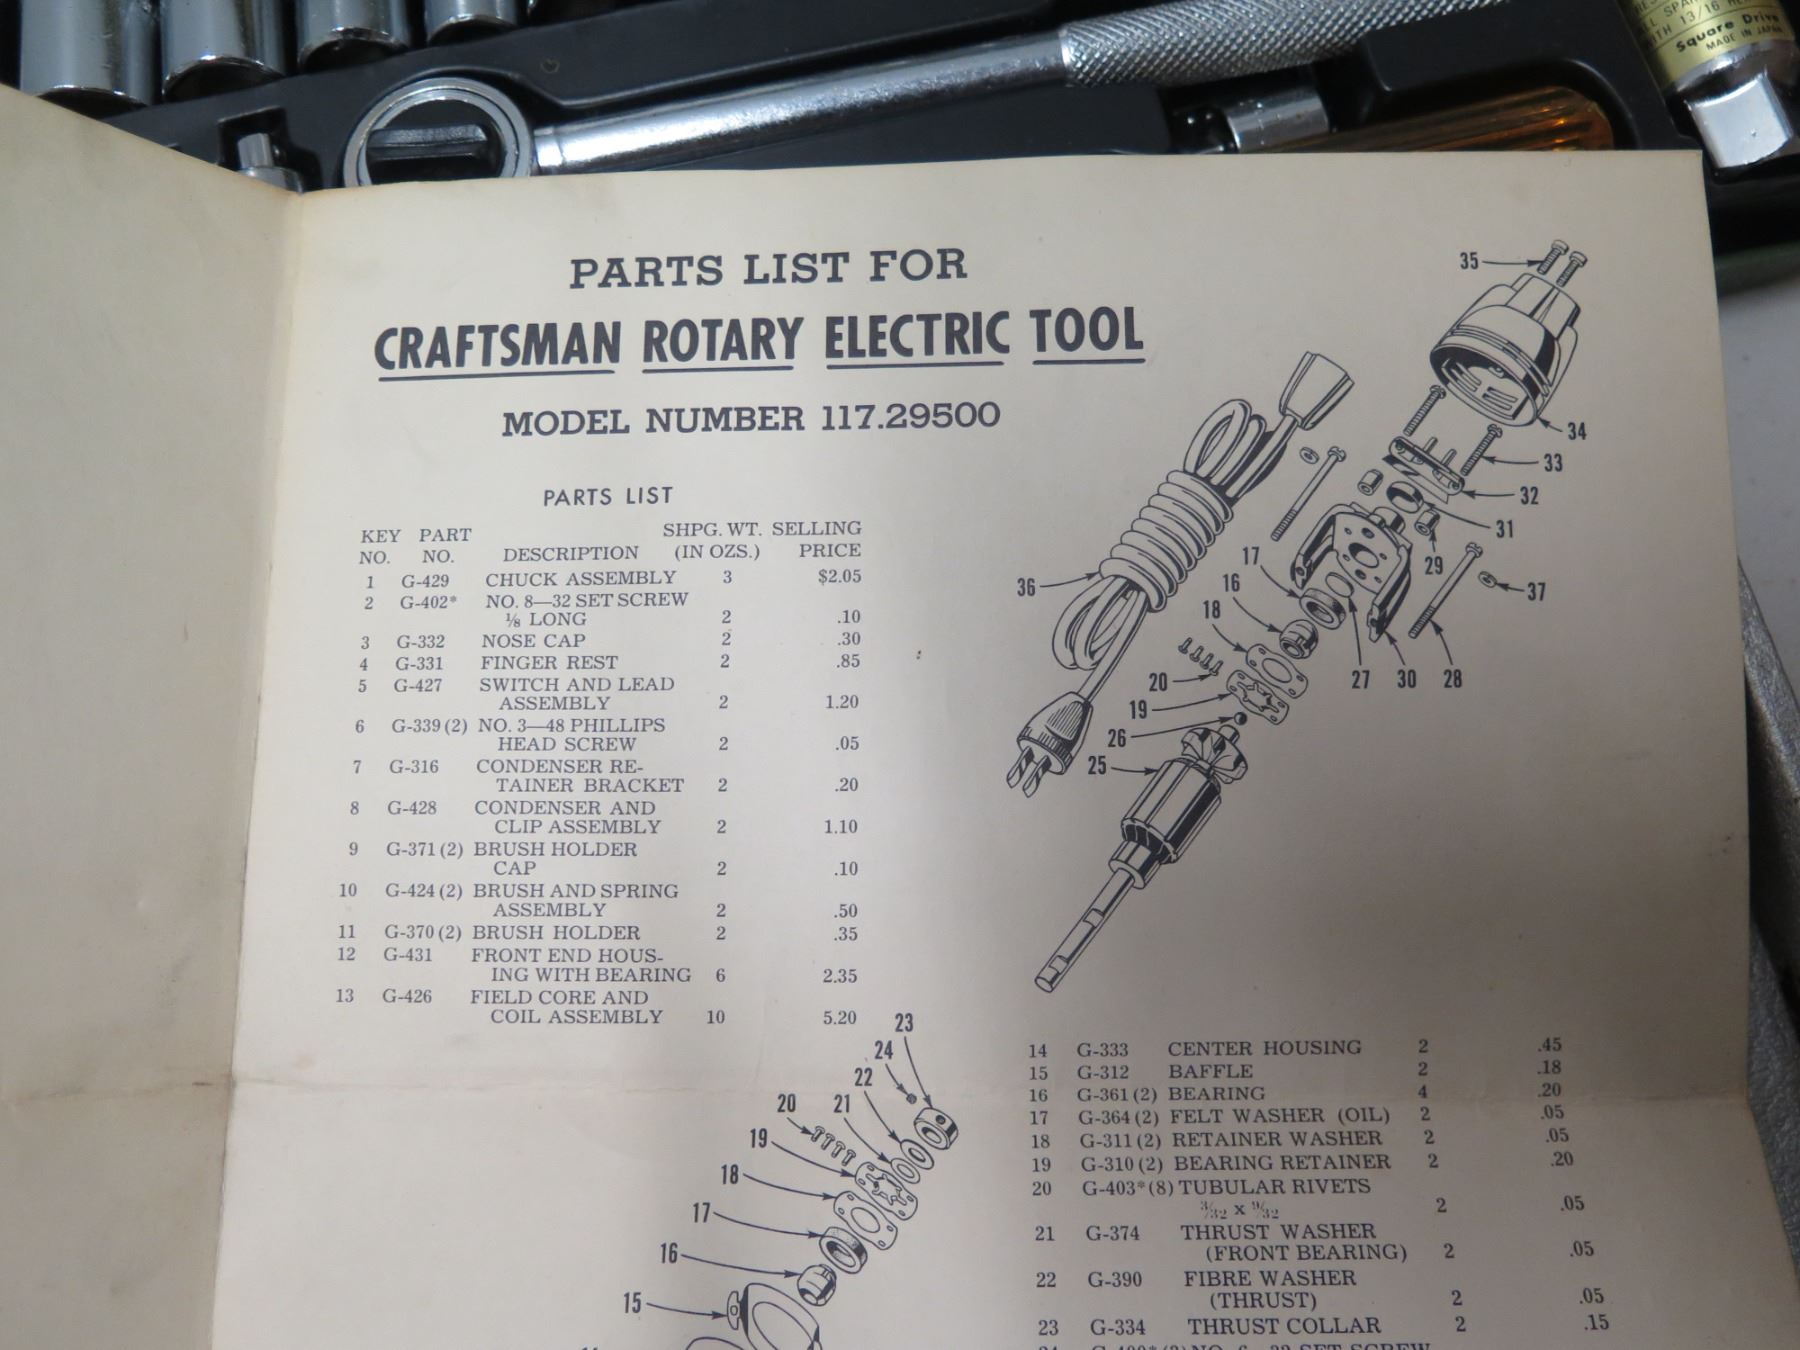 WITH 13/16 HE
Square Drive
MADE IN JAPAN
PARTS LIST FOR
CRAFTSMAN ROTARY ELECTRIC TOOL
MODEL NUMBER 117.29500
PARTS LIST
KEY NO. PART NO. DESCRIPTION SHPG. WT. (IN OZS.) SELLING PRICE
1 G-429 CHUCK ASSEMBLY 3 $2.05
2 G-402* NO. 8—32 SET SCREW
⅛ LONG 2 .10
3 G-332 NOSE CAP 2 .30
4 G-331 FINGER REST 2 .85
5 G-427 SWITCH AND LEAD
ASSEMBLY 2 1.20
6 G-339 (2) NO. 3—48 PHILLIPS
HEAD SCREW 2 .05
7 G-316 CONDENSER RE-
TAINER BRACKET 2 .20
8 G-428 CONDENSER AND
CLIP ASSEMBLY 2 1.10
9 G-371 (2) BRUSH HOLDER
CAP 2 .10
10 G-424 (2) BRUSH AND SPRING
ASSEMBLY 2 .50
11 G-370 (2) BRUSH HOLDER 2 .35
12 G-431 FRONT END HOUS-
ING WITH BEARING 6 2.35
13 G-426 FIELD CORE AND
COIL ASSEMBLY 10 5.20
35
34
33
32
31
29
37
17
16
18
36
27
30
28
20
19
26
25
23
24
22
21
20
19
18
17
16
15
14 G-333 CENTER HOUSING 2 .45
15 G-312 BAFFLE 2 .18
16 G-361 (2) BEARING 4 .20
17 G-364 (2) FELT WASHER (OIL) 2 .05
18 G-311 (2) RETAINER WASHER 2 .05
19 G-310 (2) BEARING RETAINER 2 .20
20 G-403* (8) TUBULAR RIVETS
3/32 x 9/32 2 .05
21 G-374 THRUST WASHER
(FRONT BEARING) 2 .05
22 G-390 FIBRE WASHER
(THRUST) 2 .05
23 G-334 THRUST COLLAR 2 .15
SET SCREW